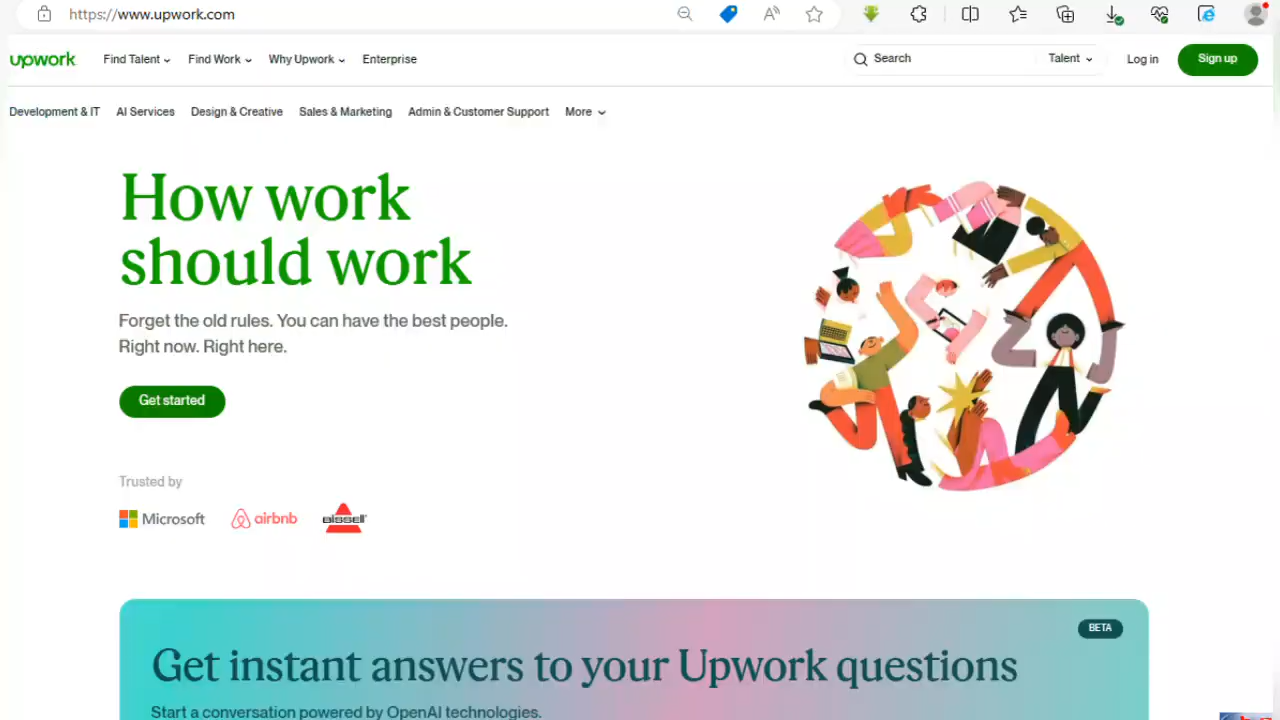 https://www.upwork.com
upwork Find Talent Find Work Why Upwork Enterprise Search Talent Log in Sign up
Development & IT AI Services Design & Creative Sales & Marketing Admin & Customer Support More
How work
should work
Forget the old rules. You can have the best people.
Right now. Right here.
Get started
Trusted by
Microsoft airbnb BISSELL
BETA
Get instant answers to your Upwork questions
Start a conversation powered by OpenAI technologies.